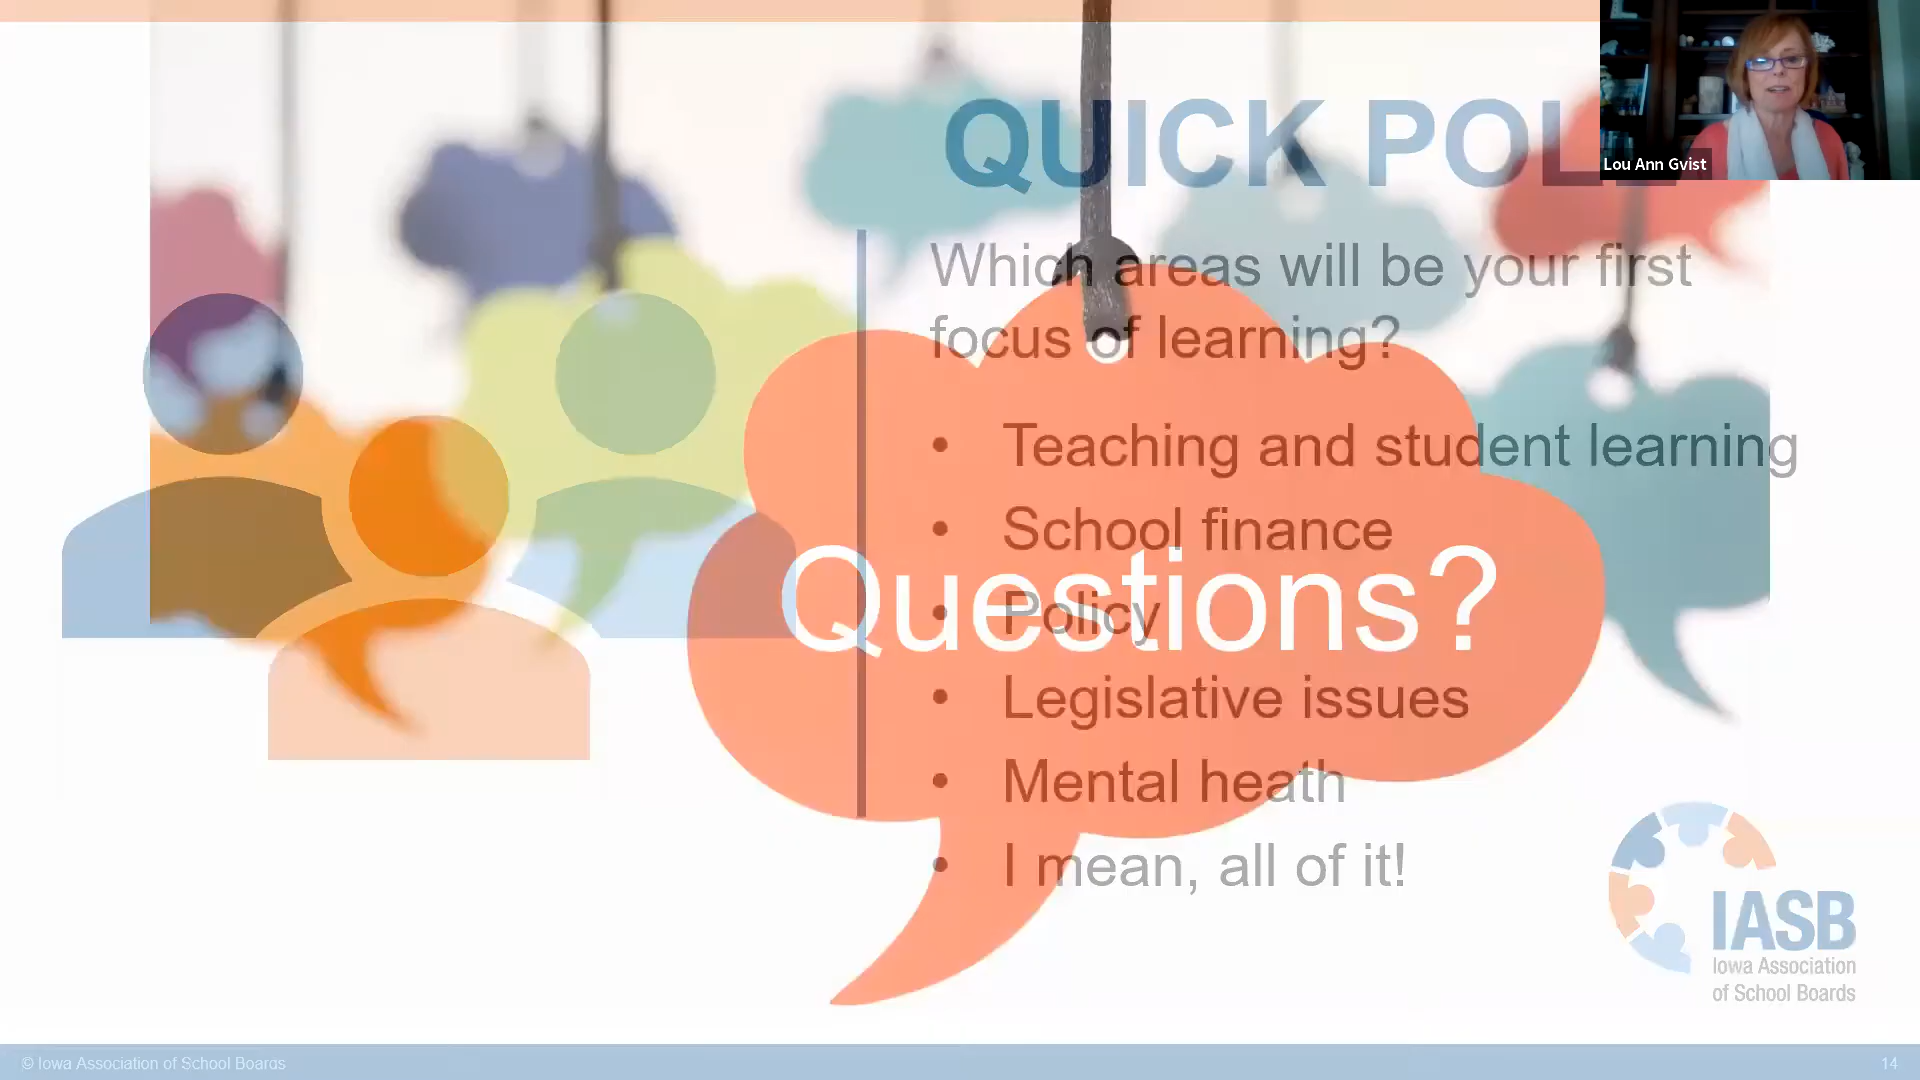 QUICK POLL
Lou Ann Gvist
Which areas will be your first
focus of learning?
• Teaching and student learning
• School finance
Questions?
• Policy
• Legislative issues
• Mental heath
• I mean, all of it!
IASB
Iowa Association
of School Boards
© Iowa Association of School Boards
14